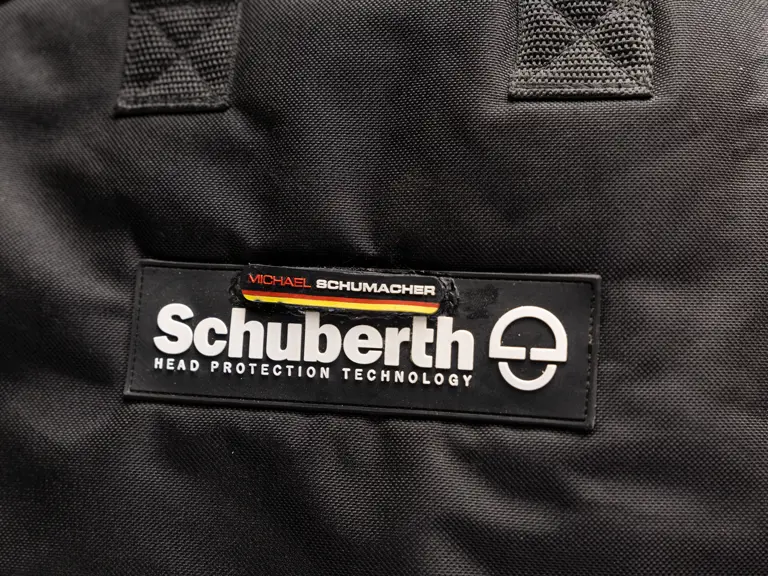 MICHAEL SCHUMACHER
Schuberth
HEAD PROTECTION TECHNOLOGY